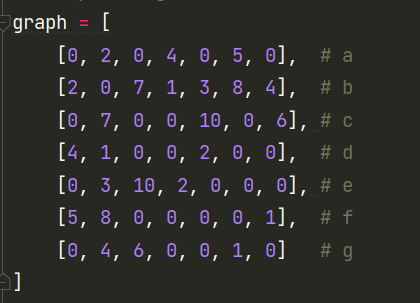 graph = [
[0, 2, 0, 4, 0, 5, 0], # a
[2, 0, 7, 1, 3, 8, 4], # b
[0, 7, 0, 0, 10, 0, 6], # c
[4, 1, 0, 0, 2, 0, 0], # d
[0, 3, 10, 2, 0, 0, 0], # e
[5, 8, 0, 0, 0, 0, 1], # f
[0, 4, 6, 0, 0, 1, 0] # g
]